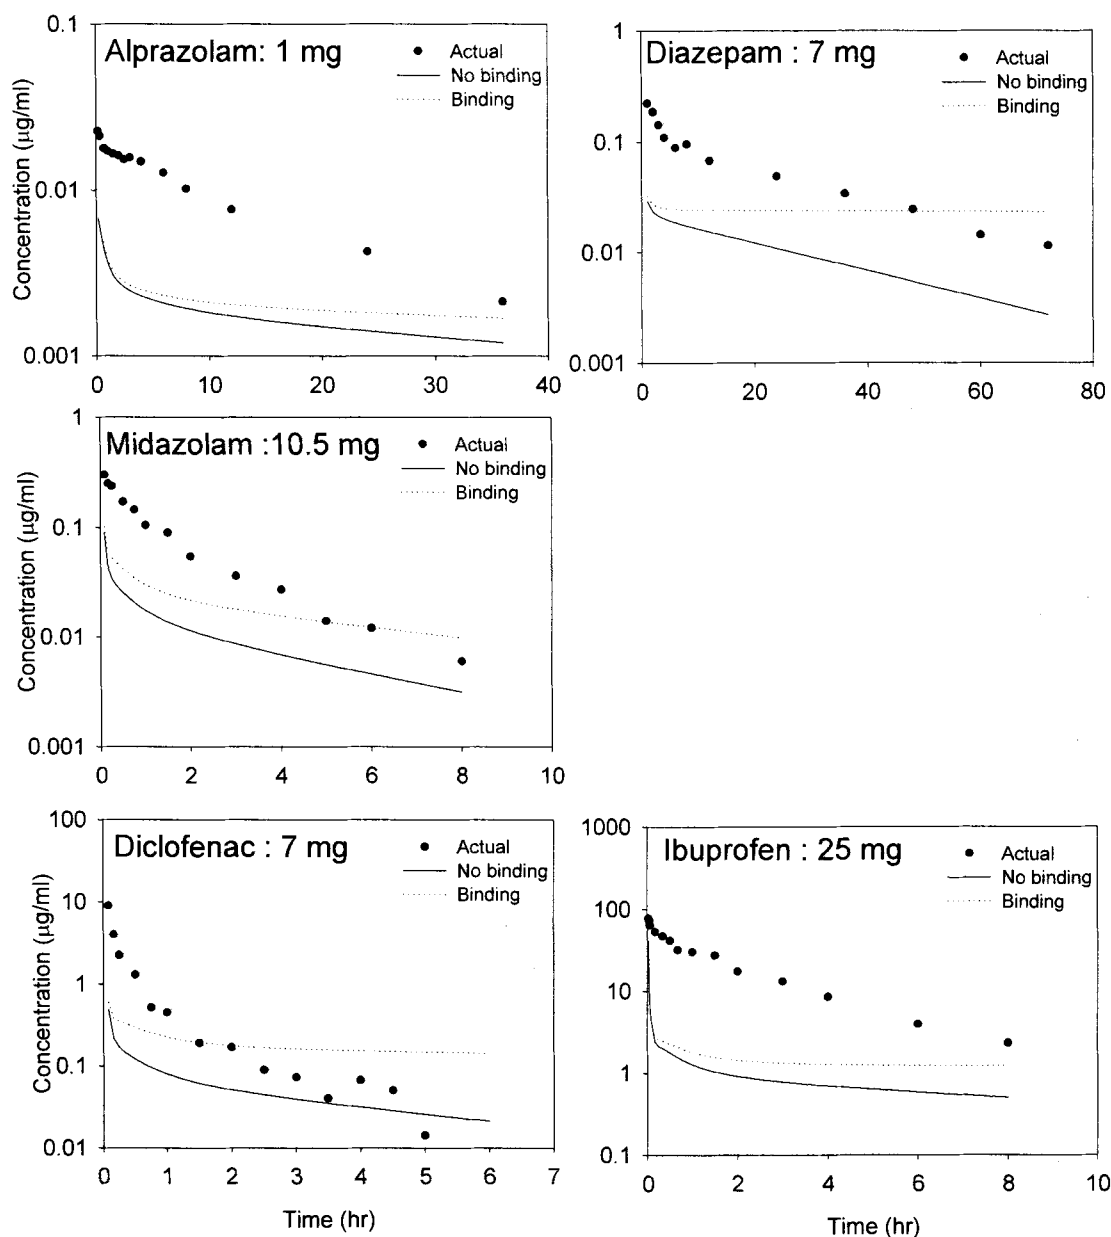 Alprazolam: 1 mg
Actual
No binding
Binding
Concentration (µg/ml)
0.1
0.01
0.001
0 10 20 30 40
Diazepam : 7 mg
Actual
No binding
Binding
1
0.1
0.01
0.001
0 20 40 60 80
Midazolam :10.5 mg
Actual
No binding
Binding
Concentration (µg/ml)
1
0.1
0.01
0.001
0 2 4 6 8 10
Diclofenac : 7 mg
Actual
No binding
Binding
Concentration (µg/ml)
100
10
1
0.1
0.01
0 1 2 3 4 5 6 7
Time (hr)
Ibuprofen : 25 mg
Actual
No binding
Binding
1000
100
10
1
0.1
0 2 4 6 8 10
Time (hr)